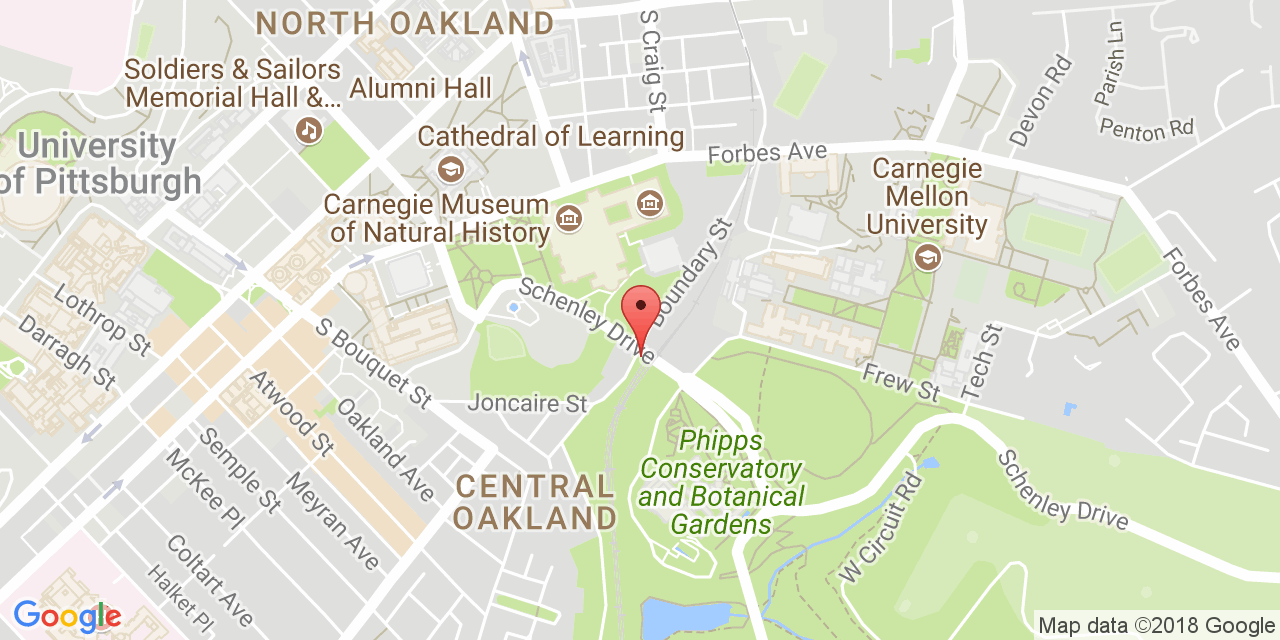 NORTH OAKLAND
S Craig St
Soldiers & Sailors
Memorial Hall &...
Alumni Hall
Devon Rd
Parish Ln
Penton Rd
University
of Pittsburgh
Cathedral of Learning
Forbes Ave
Carnegie
Mellon
University
Carnegie Museum
of Natural History
Boundary St
Forbes Ave
Lothrop St
Darragh St
S Bouquet St
Schenley Drive
Tech St
Frew St
Atwood St
Oakland Ave
Joncaire St
Semple St
McKee Pl
Meyran Ave
CENTRAL
OAKLAND
Phipps
Conservatory
and Botanical
Gardens
Schenley Drive
W Circuit Rd
Coltart Ave
Halket Pl
Google
Map data ©2018 Google